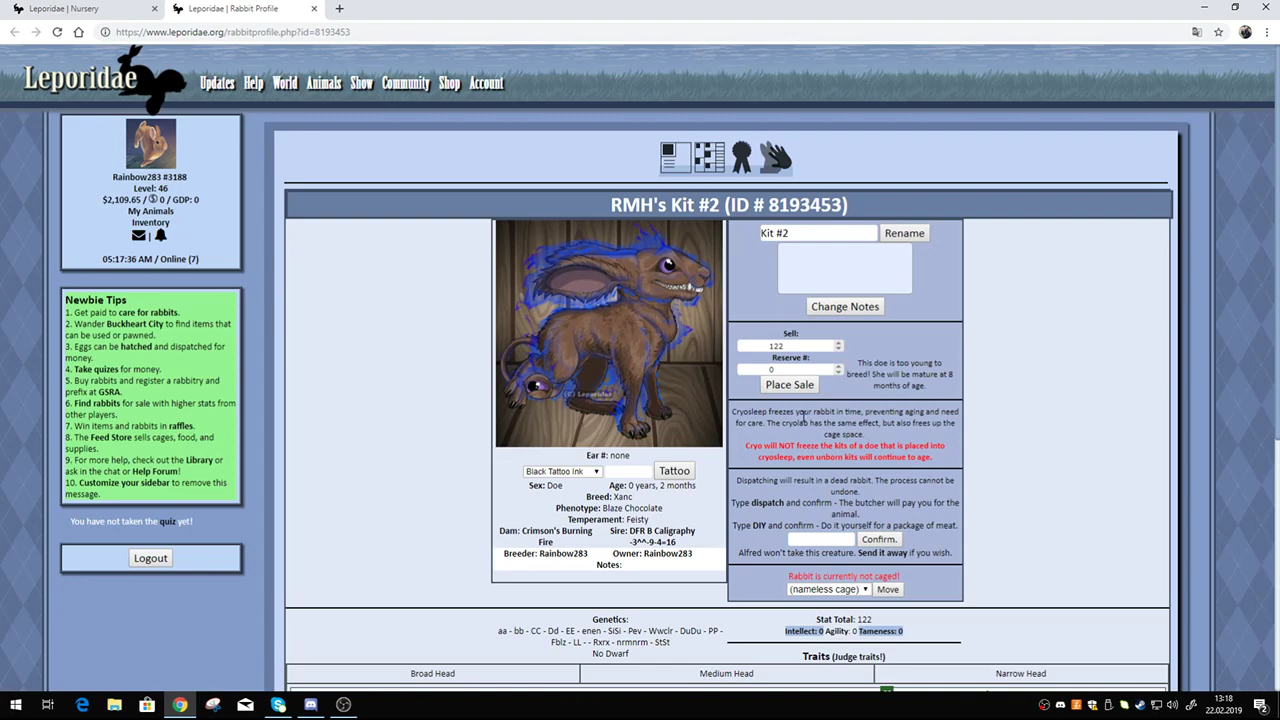 Leporidae | Nursery
Leporidae | Rabbit Profile
https://www.leporidae.org/rabbitprofile.php?id=8193453
Leporidae
Updates Help World Animals Show Community Shop Account
Rainbow283 #3188
Level: 46
$2,109.65 / Ⓢ 0 / GDP: 0
My Animals
Inventory
|
05:17:36 AM / Online (7)
Newbie Tips
1. Get paid to care for rabbits.
2. Wander Buckheart City to find items that
can be used or pawned.
3. Eggs can be hatched and dispatched for
money.
4. Take quizes for money.
5. Buy rabbits and register a rabbitry and
prefix at GSRA.
6. Find rabbits for sale with higher stats from
other players.
7. Win items and rabbits in raffles.
8. The Feed Store sells cages, food, and
supplies.
9. For more help, check out the Library or
ask in the chat or Help Forum!
10. Customize your sidebar to remove this
message.
You have not taken the quiz yet!
Logout
RMH's Kit #2 (ID # 8193453)
(C) Leporidae
Ear #: none
Black Tattoo Ink Tattoo
Sex: Doe Age: 0 years, 2 months
Breed: Xanc
Phenotype: Blaze Chocolate
Temperament: Feisty
Dam: Crimson's Burning Sire: DFR B Caligraphy
Fire -3^^-9-4=16
Breeder: Rainbow283 Owner: Rainbow283
Notes:
Kit #2 Rename
Change Notes
Sell:
122
Reserve #:
0
Place Sale
This doe is too young to
breed! She will be mature at 8
months of age.
Cryosleep freezes your rabbit in time, preventing aging and need
for care. The cryolab has the same effect, but also frees up the
cage space.
Cryo will NOT freeze the kits of a doe that is placed into
cryosleep, even unborn kits will continue to age.
Dispatching will result in a dead rabbit. The process cannot be
undone.
Type dispatch and confirm - The butcher will pay you for the
animal.
Type DIY and confirm - Do it yourself for a package of meat.
Confirm.
Alfred won't take this creature. Send it away if you wish.
Rabbit is currently not caged!
(nameless cage) Move
Genetics:
aa - bb - CC - Dd - EE - enen - SiSi - Pev - Wwclr - DuDu - PP -
Fblz - LL - - Rxrx - nrmnrm - StSt
No Dwarf
Stat Total: 122
Intellect: 0 Agility: 0 Tameness: 0
Traits (Judge traits!)
Broad Head Medium Head Narrow Head
13:18
22.02.2019
2